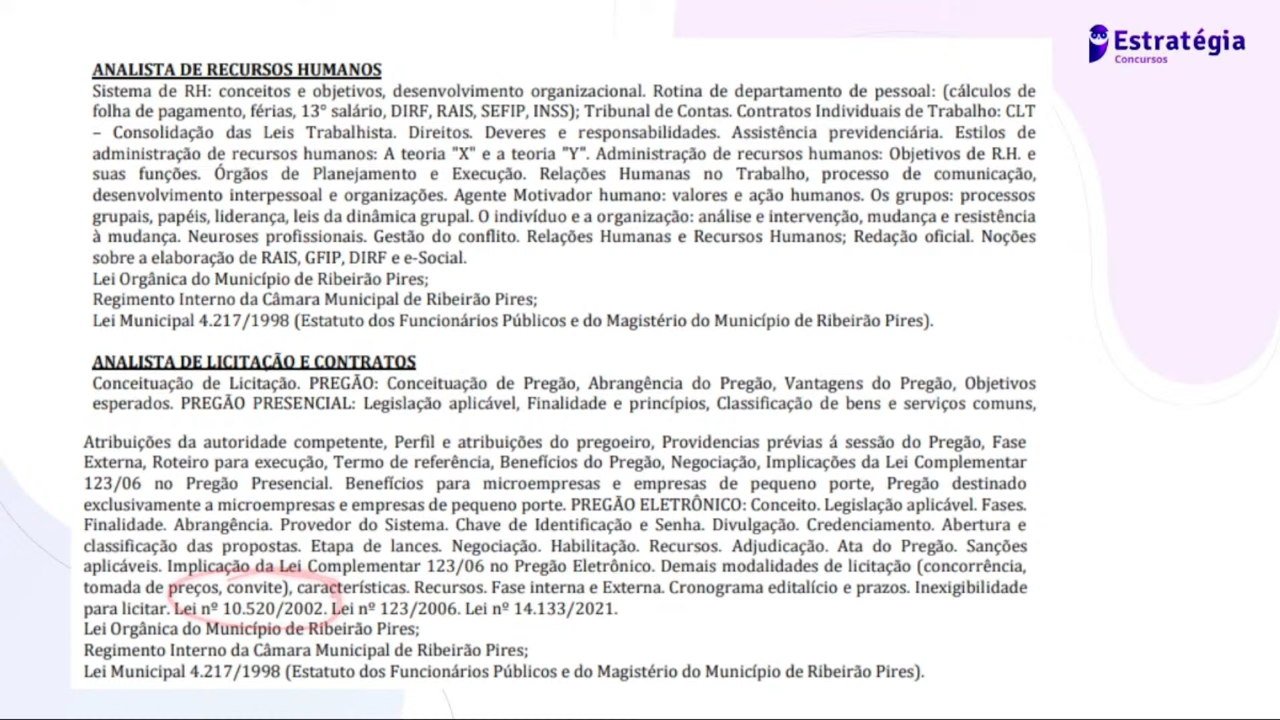 Estratégia
Concursos
ANALISTA DE RECURSOS HUMANOS
Sistema de RH: conceitos e objetivos, desenvolvimento organizacional. Rotina de departamento de pessoal: (cálculos de
folha de pagamento, férias, 13° salário, DIRF, RAIS, SEFIP, INSS); Tribunal de Contas. Contratos Individuais de Trabalho: CLT
– Consolidação das Leis Trabalhista. Direitos. Deveres e responsabilidades. Assistência previdenciária. Estilos de
administração de recursos humanos: A teoria "X" e a teoria "Y". Administração de recursos humanos: Objetivos de R.H. e
suas funções. Órgãos de Planejamento e Execução. Relações Humanas no Trabalho, processo de comunicação,
desenvolvimento interpessoal e organizações. Agente Motivador humano: valores e ação humanos. Os grupos: processos
grupais, papéis, liderança, leis da dinâmica grupal. O indivíduo e a organização: análise e intervenção, mudança e resistência
à mudança. Neuroses profissionais. Gestão do conflito. Relações Humanas e Recursos Humanos; Redação oficial. Noções
sobre a elaboração de RAIS, GFIP, DIRF e e-Social.
Lei Orgânica do Município de Ribeirão Pires;
Regimento Interno da Câmara Municipal de Ribeirão Pires;
Lei Municipal 4.217/1998 (Estatuto dos Funcionários Públicos e do Magistério do Município de Ribeirão Pires).
ANALISTA DE LICITAÇÃO E CONTRATOS
Conceituação de Licitação. PREGÃO: Conceituação de Pregão, Abrangência do Pregão, Vantagens do Pregão, Objetivos
esperados. PREGÃO PRESENCIAL: Legislação aplicável, Finalidade e princípios, Classificação de bens e serviços comuns,
Atribuições da autoridade competente, Perfil e atribuições do pregoeiro, Providencias prévias á sessão do Pregão, Fase
Externa, Roteiro para execução, Termo de referência, Benefícios do Pregão, Negociação, Implicações da Lei Complementar
123/06 no Pregão Presencial. Benefícios para microempresas e empresas de pequeno porte, Pregão destinado
exclusivamente a microempresas e empresas de pequeno porte. PREGÃO ELETRÔNICO: Conceito. Legislação aplicável. Fases.
Finalidade. Abrangência. Provedor do Sistema. Chave de Identificação e Senha. Divulgação. Credenciamento. Abertura e
classificação das propostas. Etapa de lances. Negociação. Habilitação. Recursos. Adjudicação. Ata do Pregão. Sanções
aplicáveis. Implicação da Lei Complementar 123/06 no Pregão Eletrônico. Demais modalidades de licitação (concorrência,
tomada de preços, convite), características. Recursos. Fase interna e Externa. Cronograma editalício e prazos. Inexigibilidade
para licitar. Lei nº 10.520/2002. Lei nº 123/2006. Lei nº 14.133/2021.
Lei Orgânica do Município de Ribeirão Pires;
Regimento Interno da Câmara Municipal de Ribeirão Pires;
Lei Municipal 4.217/1998 (Estatuto dos Funcionários Públicos e do Magistério do Município de Ribeirão Pires).